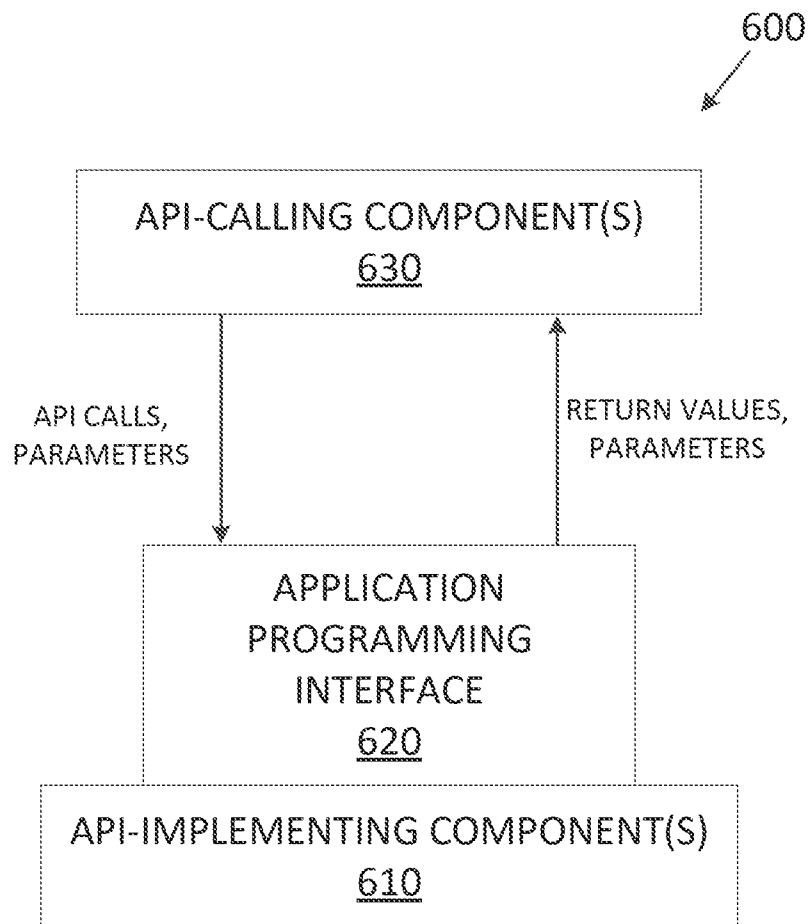 600
API-CALLING COMPONENT(S)
630
API CALLS,
PARAMETERS
RETURN VALUES,
PARAMETERS
APPLICATION
PROGRAMMING
INTERFACE
620
API-IMPLEMENTING COMPONENT(S)
610